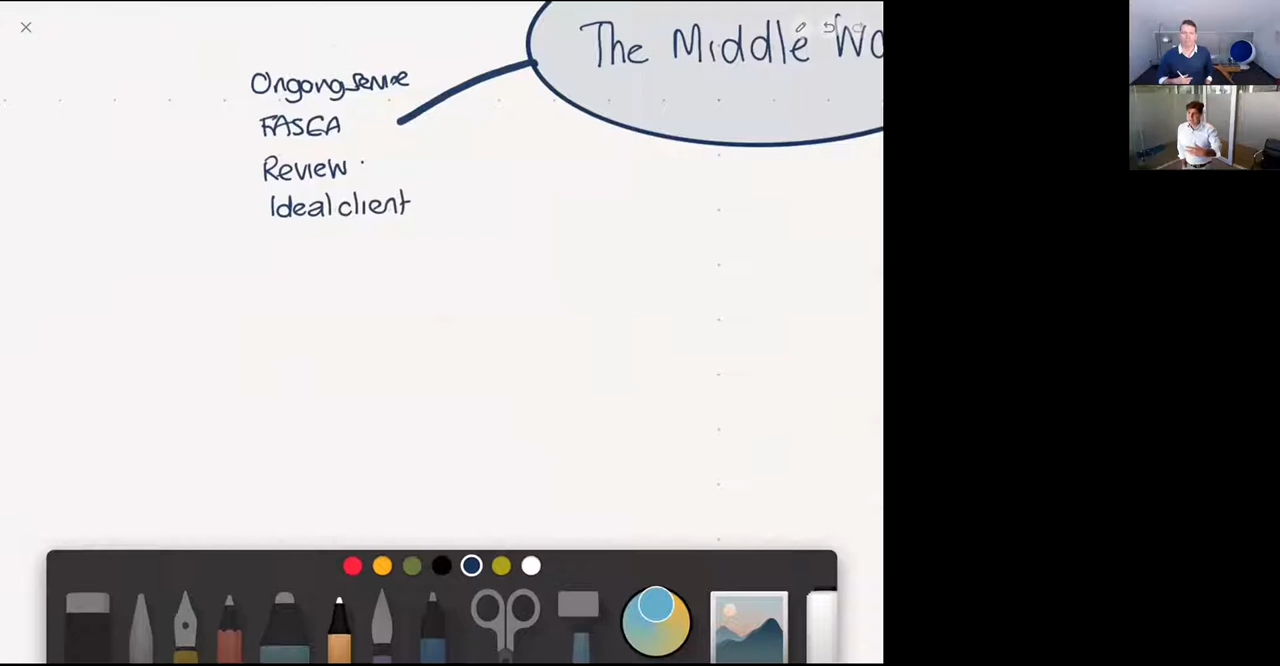 The Middle
Ongoing service
FASEA
Review
Ideal client